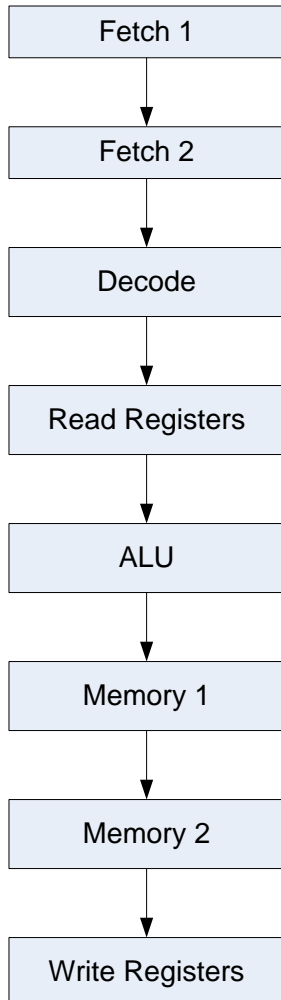 Fetch 1
Fetch 2
Decode
Read Registers
ALU
Memory 1
Memory 2
Write Registers